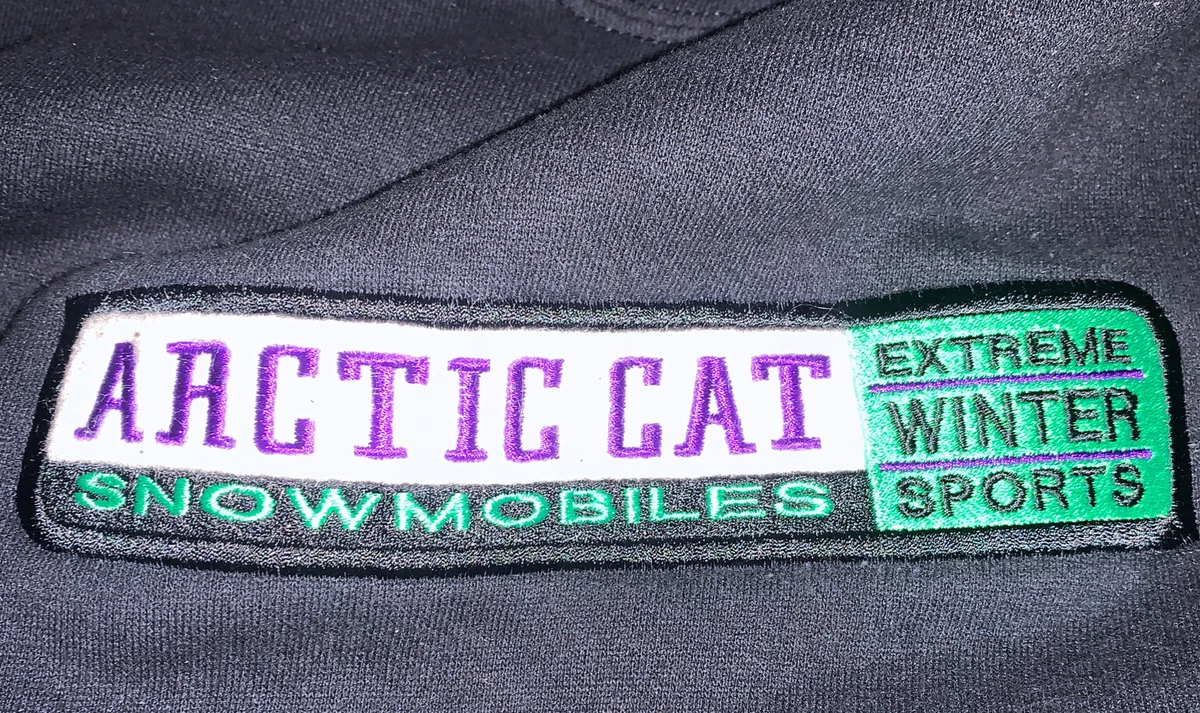 ARCTIC CAT
SNOWMOBILES
EXTREME
WINTER
SPORTS